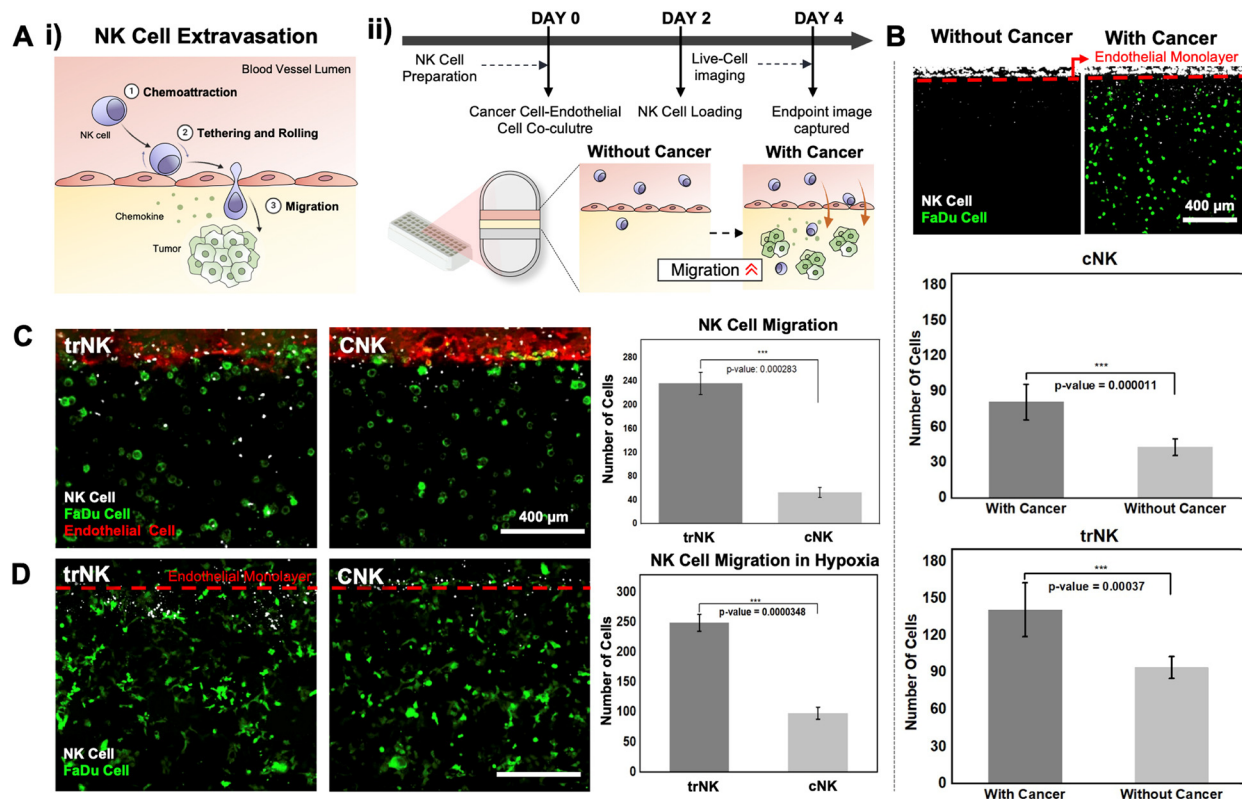 A i)
NK Cell Extravasation
Blood Vessel Lumen
1 Chemoattraction
NK cell
2 Tethering and Rolling
Chemokine
3 Migration
Tumor
ii)
DAY 0
DAY 2
DAY 4
NK Cell
Preparation
Live-Cell
imaging
Cancer Cell-Endothelial
Cell Co-culutre
NK Cell Loading
Endpoint image
captured
Without Cancer
With Cancer
Migration
B
Without Cancer
With Cancer
Endothelial Monolayer
NK Cell
FaDu Cell
400 μm
cNK
Number Of Cells
180
150
120
90
60
30
0
***
p-value = 0.000011
With Cancer
Without Cancer
trNK
Number Of Cells
180
150
120
90
60
30
0
***
p-value = 0.00037
With Cancer
Without Cancer
C
trNK
CNK
NK Cell
FaDu Cell
Endothelial Cell
400 μm
NK Cell Migration
Number of Cells
280
240
200
160
120
80
40
0
***
p-value: 0.000283
trNK
cNK
D
trNK
Endothelial Monolayer
CNK
NK Cell
FaDu Cell
NK Cell Migration in Hypoxia
Number of Cells
300
250
200
150
100
50
0
***
p-value = 0.0000348
trNK
cNK